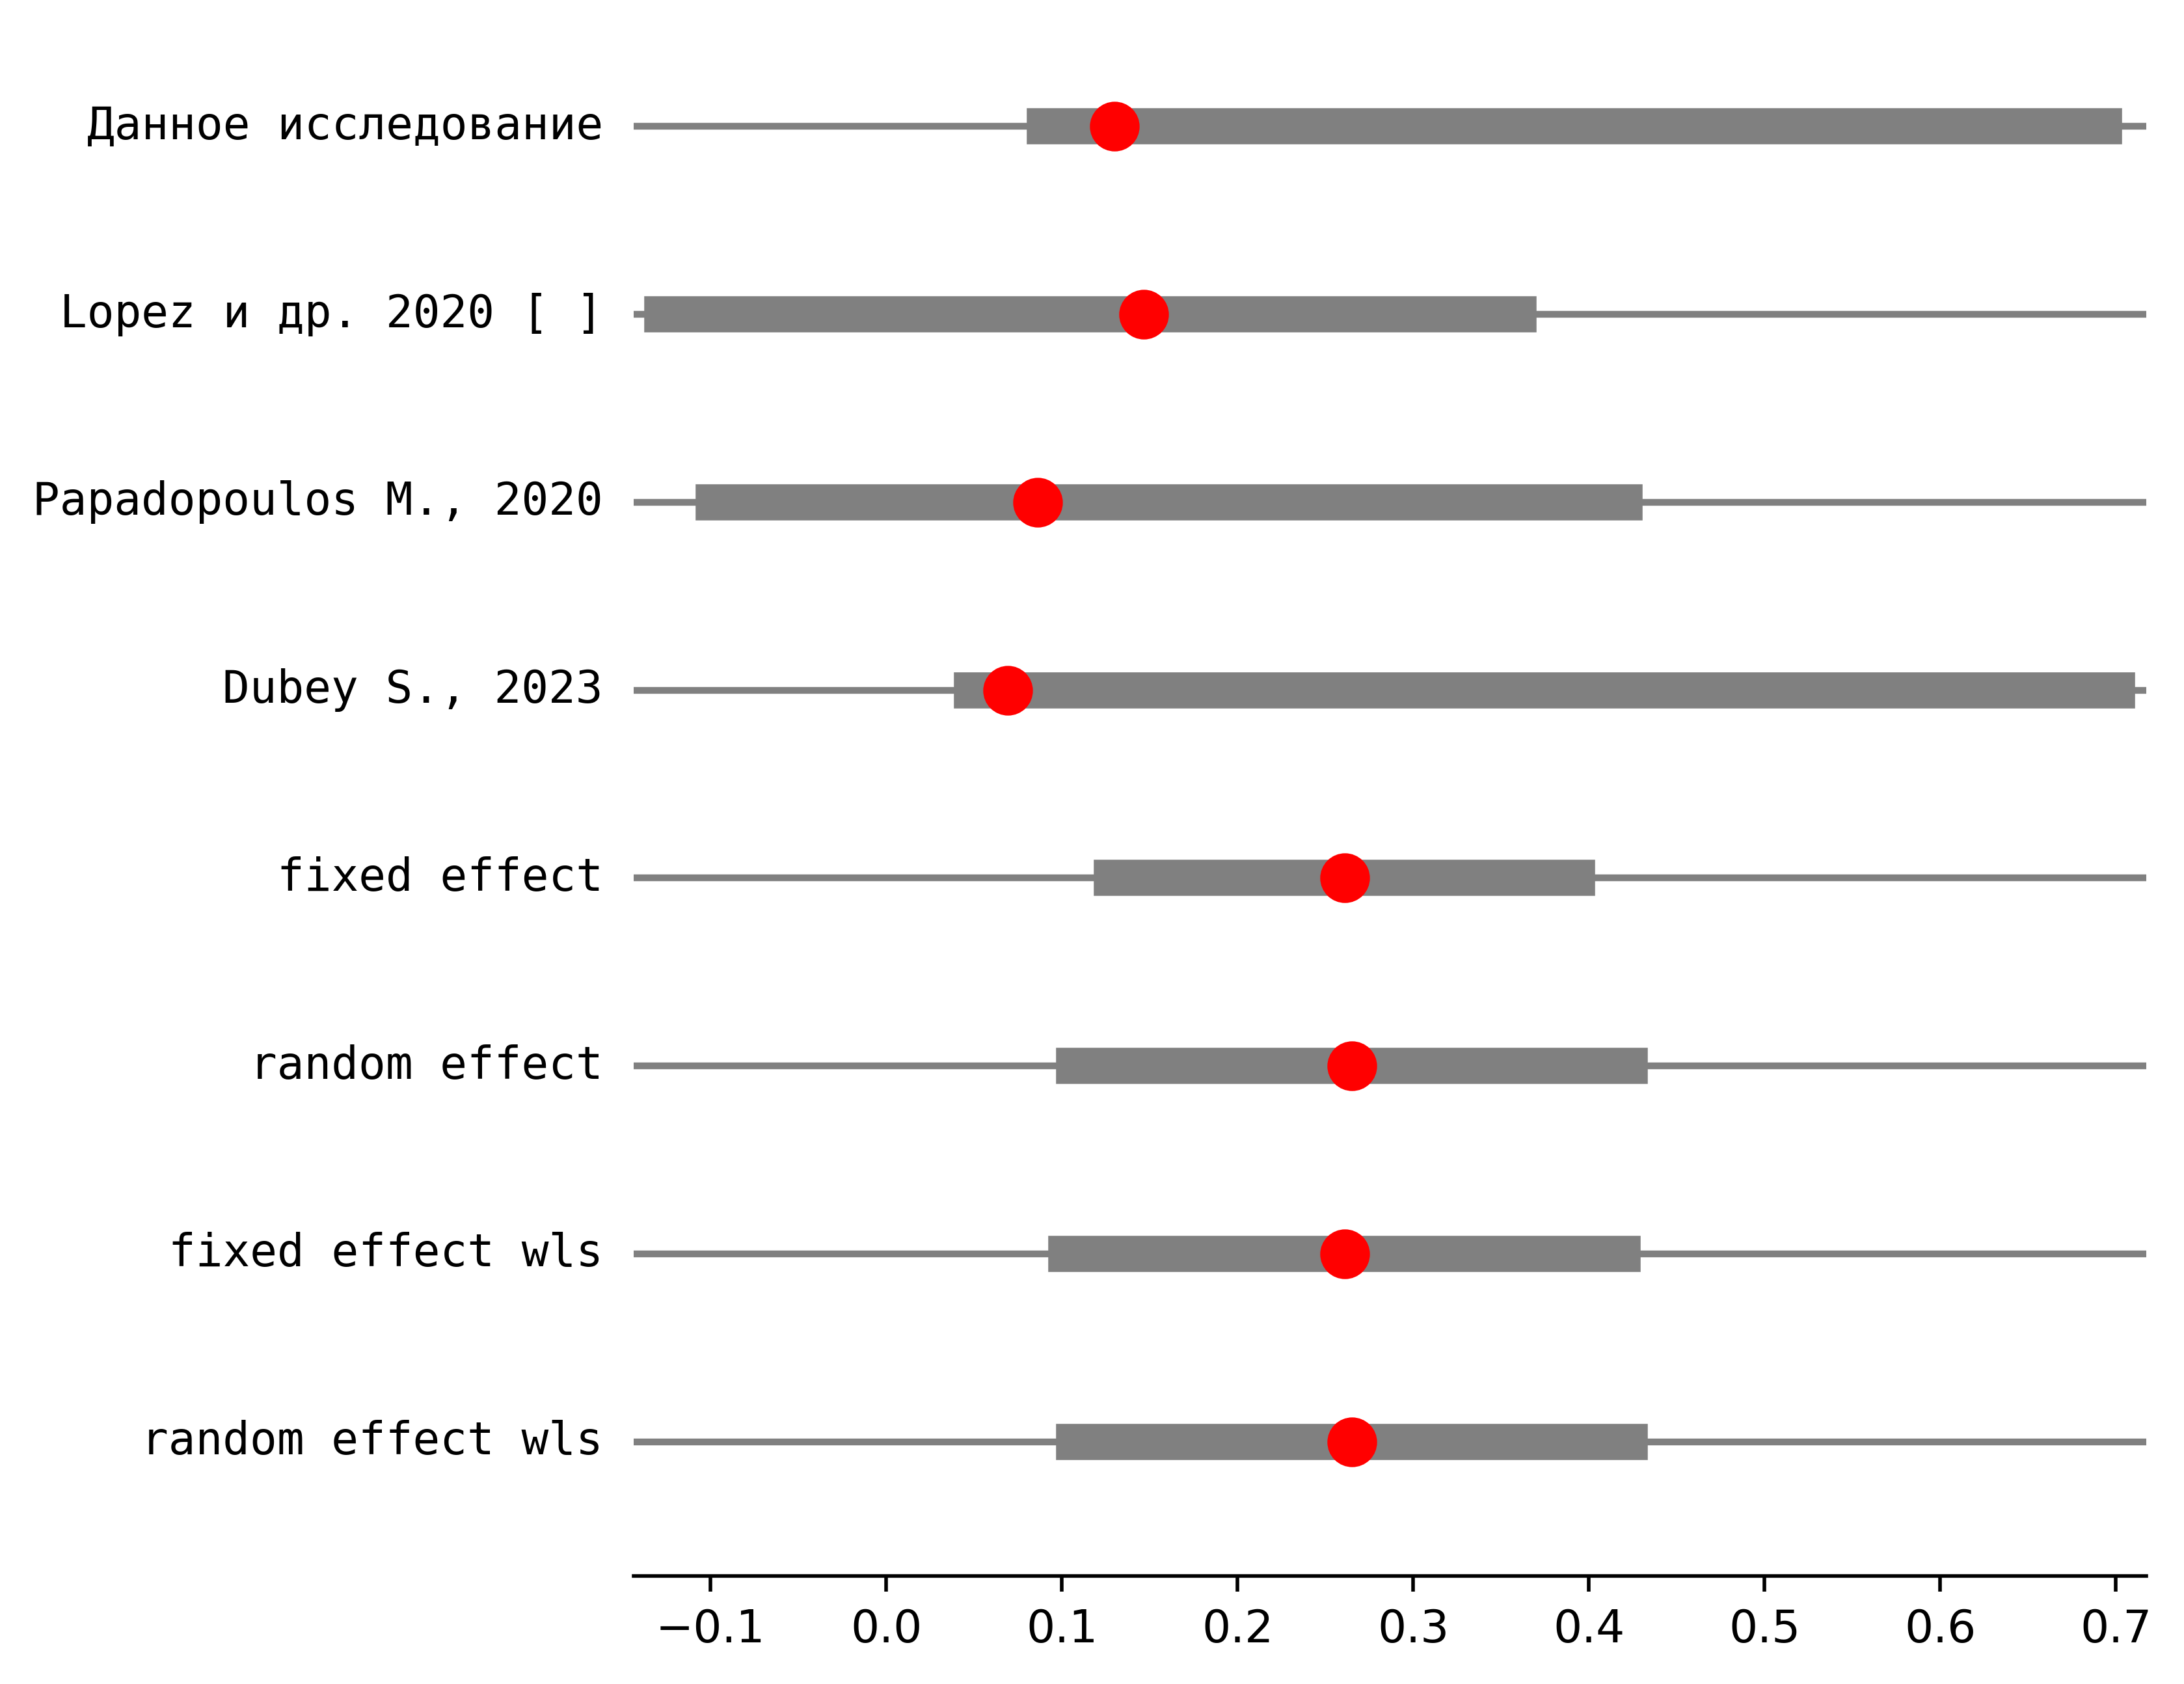 Данное исследование
Lopez и др. 2020 [ ]
Papadopoulos M., 2020
Dubey S., 2023
fixed effect
random effect
fixed effect wls
random effect wls
−0.1 0.0 0.1 0.2 0.3 0.4 0.5 0.6 0.7